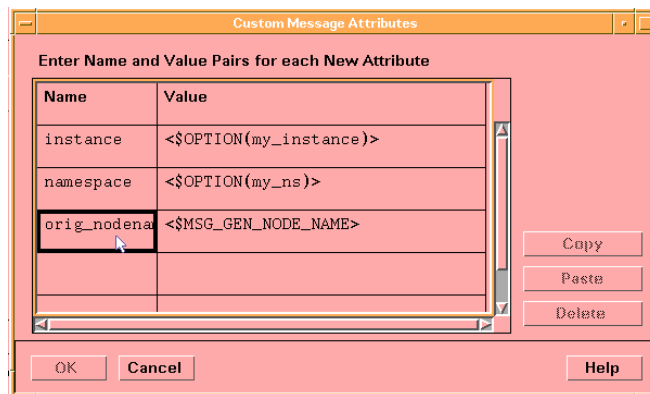 Custom Message Attributes
Enter Name and Value Pairs for each New Attribute
Name Value
instance <$OPTION(my_instance)>
namespace <$OPTION(my_ns)>
orig_nodenam <$MSG_GEN_NODE_NAME>
Copy
Paste
Delete
OK Cancel Help